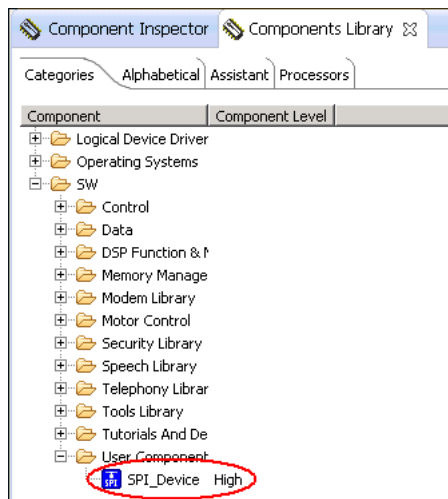 Component Inspector Components Library
Categories Alphabetical Assistant Processors
Component Component Level
Logical Device Driver
Operating Systems
SW
Control
Data
DSP Function & M
Memory Manage
Modem Library
Motor Control
Security Library
Speech Library
Telephony Librar
Tools Library
Tutorials And De
User Component
SPI SPI_Device High